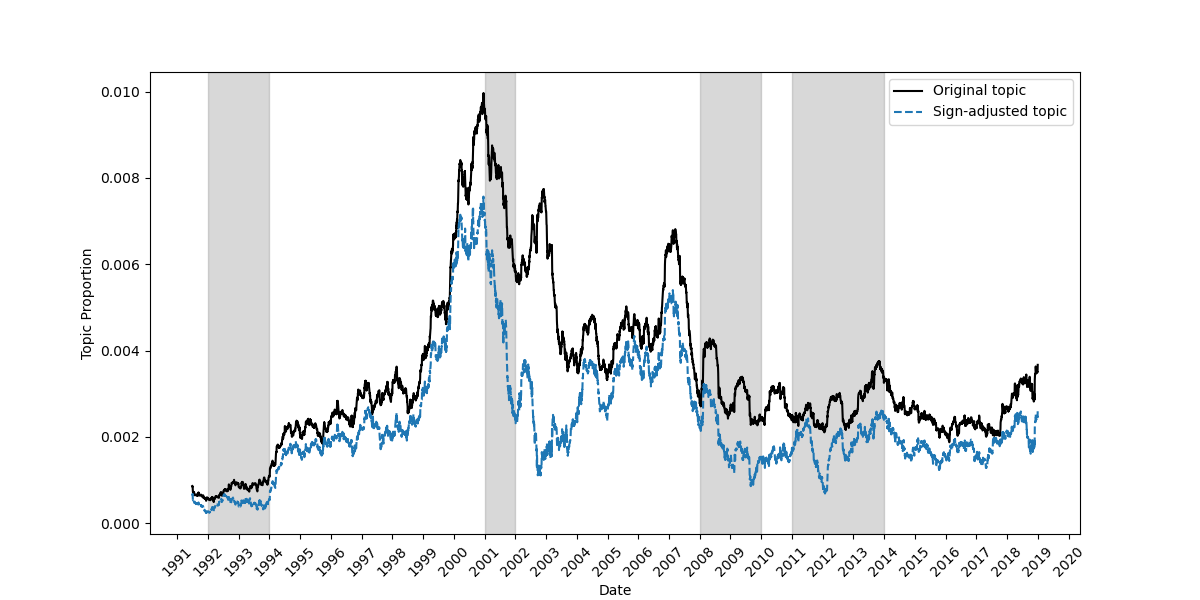 Original topic
Sign-adjusted topic
0.010
0.008
0.006
0.004
0.002
0.000
Topic Proportion
1991 1992 1993 1994 1995 1996 1997 1998 1999 2000 2001 2002 2003 2004 2005 2006 2007 2008 2009 2010 2011 2012 2013 2014 2015 2016 2017 2018 2019 2020
Date